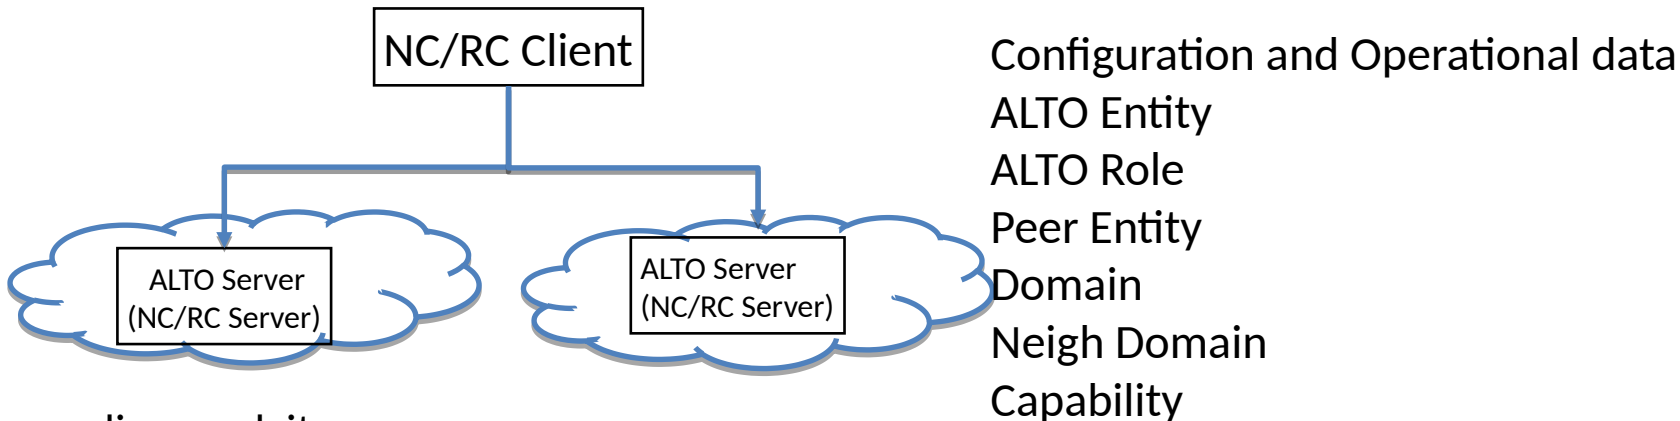 NC/RC Client
ALTO Server
(NC/RC Server)
ALTO Server
(NC/RC Server)
Configuration and Operational data
ALTO Entity
ALTO Role
Peer Entity
Domain
Neigh Domain
Capability